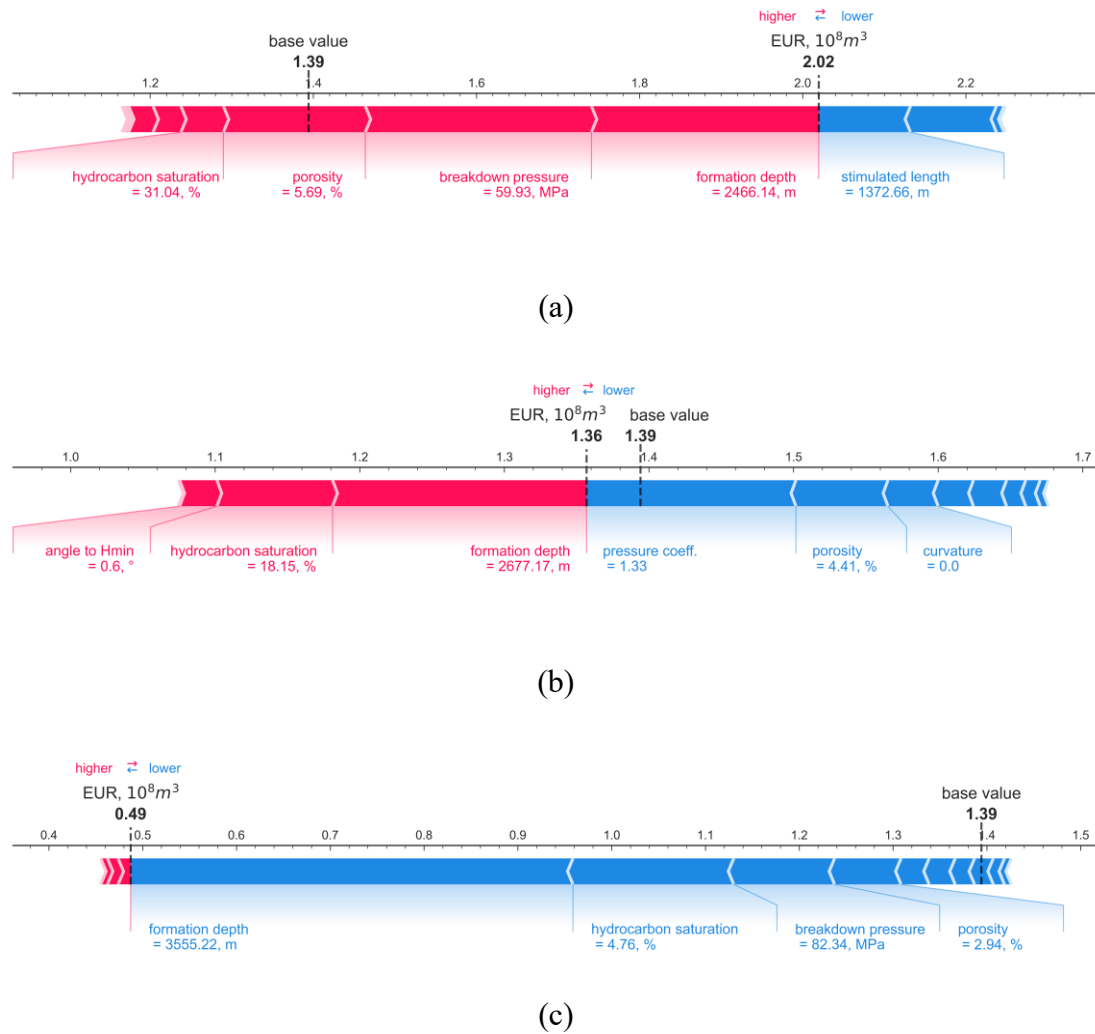 higher ⇄ lower
base value EUR, 10⁸m³
1.39 2.02
1.2 1.4 1.6 1.8 2.0 2.2
hydrocarbon saturation porosity breakdown pressure formation depth stimulated length
= 31.04, % = 5.69, % = 59.93, MPa = 2466.14, m = 1372.66, m
(a)
higher ⇄ lower
EUR, 10⁸m³ base value
1.36 1.39
1.0 1.1 1.2 1.3 1.4 1.5 1.6 1.7
angle to Hmin hydrocarbon saturation formation depth pressure coeff. porosity curvature
= 0.6, ° = 18.15, % = 2677.17, m = 1.33 = 4.41, % = 0.0
(b)
higher ⇄ lower
EUR, 10⁸m³ base value
0.49 1.39
0.4 0.5 0.6 0.7 0.8 0.9 1.0 1.1 1.2 1.3 1.4 1.5
formation depth hydrocarbon saturation breakdown pressure porosity
= 3555.22, m = 4.76, % = 82.34, MPa = 2.94, %
(c)